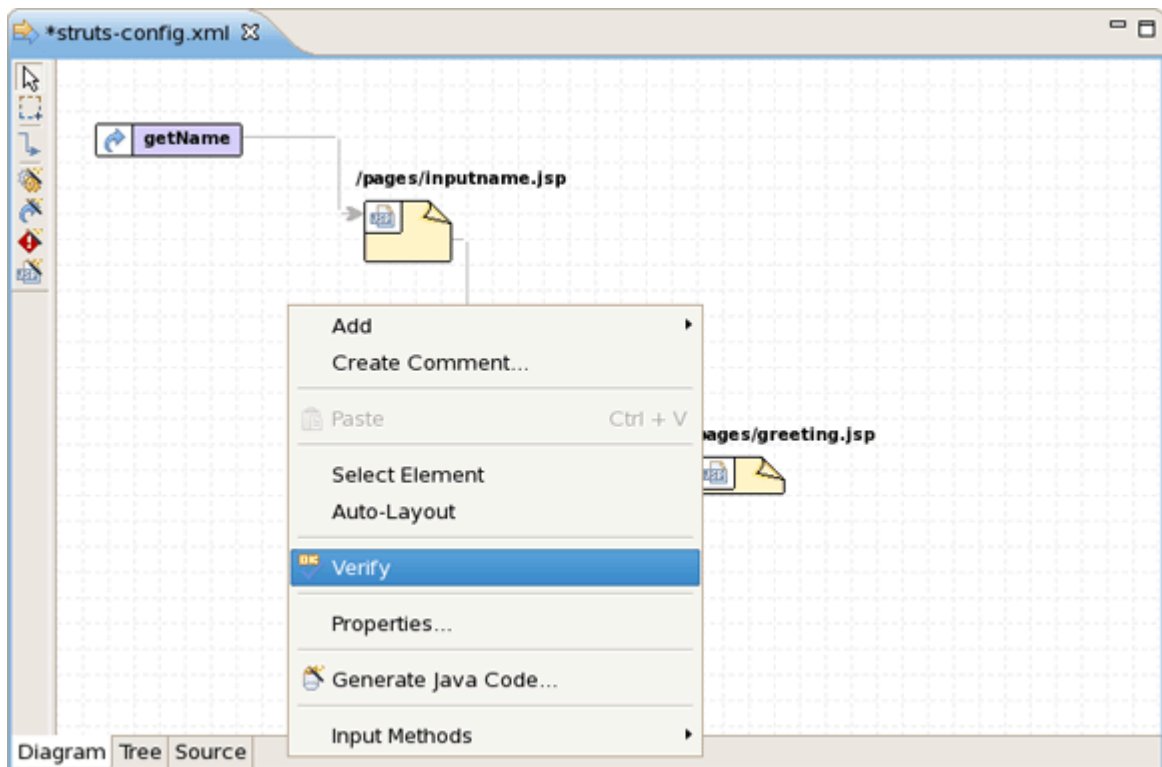 *struts-config.xml
getName
/pages/inputname.jsp
Add
Create Comment...
Paste Ctrl + V
ages/greeting.jsp
Select Element
Auto-Layout
Verify
Properties...
Generate Java Code...
Input Methods
Diagram Tree Source